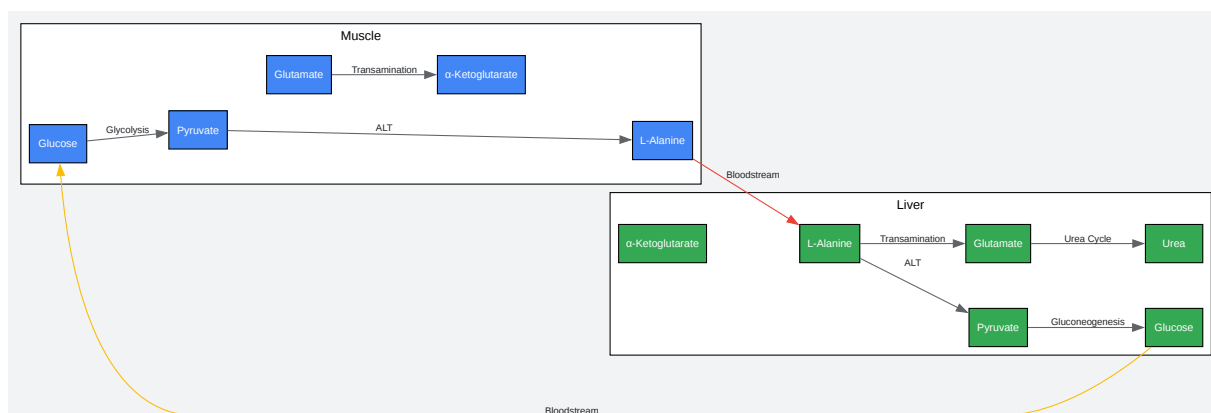 Muscle
Glutamate
Transamination
α-Ketoglutarate
Glucose
Glycolysis
Pyruvate
ALT
L-Alanine
Bloodstream
Liver
α-Ketoglutarate
L-Alanine
Transamination
Glutamate
Urea Cycle
Urea
ALT
Pyruvate
Gluconeogenesis
Glucose
Bloodstream